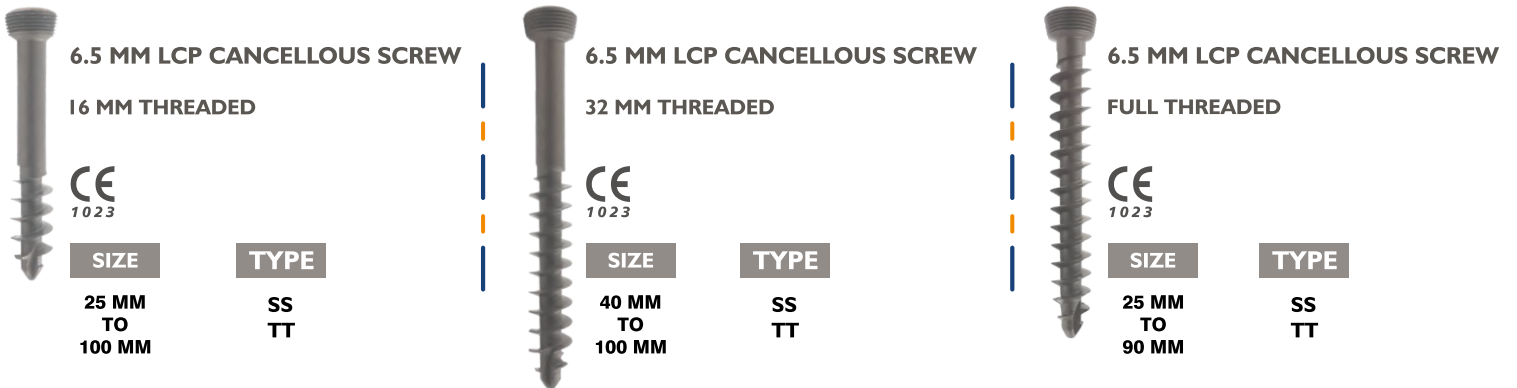 6.5 MM LCP CANCELLOUS SCREW
16 MM THREADED
CE
1023
SIZE
TYPE
25 MM
TO
100 MM
SS
TT
6.5 MM LCP CANCELLOUS SCREW
32 MM THREADED
CE
1023
SIZE
TYPE
40 MM
TO
100 MM
SS
TT
6.5 MM LCP CANCELLOUS SCREW
FULL THREADED
CE
1023
SIZE
TYPE
25 MM
TO
90 MM
SS
TT